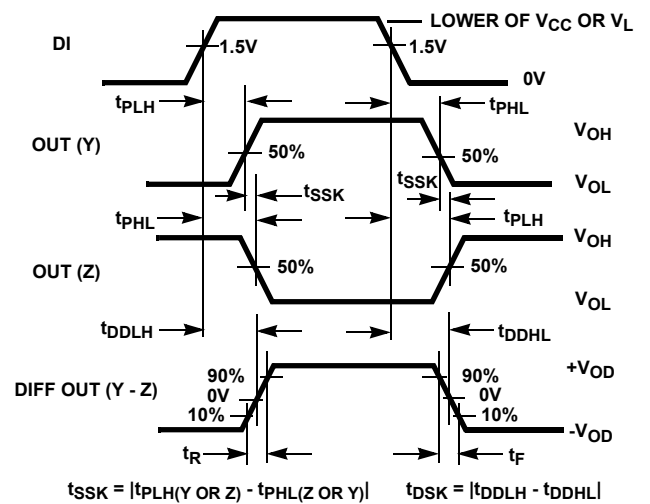 LOWER OF VCC OR VL
DI
1.5V
1.5V
0V
tPLH
tPHL
OUT (Y)
VOH
50%
50%
tSSK
tSSK
VOL
tPHL
tPLH
VOH
OUT (Z)
50%
50%
VOL
tDDLH
tDDHL
+VOD
90%
90%
DIFF OUT (Y - Z)
0V
0V
10%
10%
-VOD
tR
tF
tSSK = |tPLH(Y OR Z) - tPHL(Z OR Y)|
tDSK = |tDDLH - tDDHL|